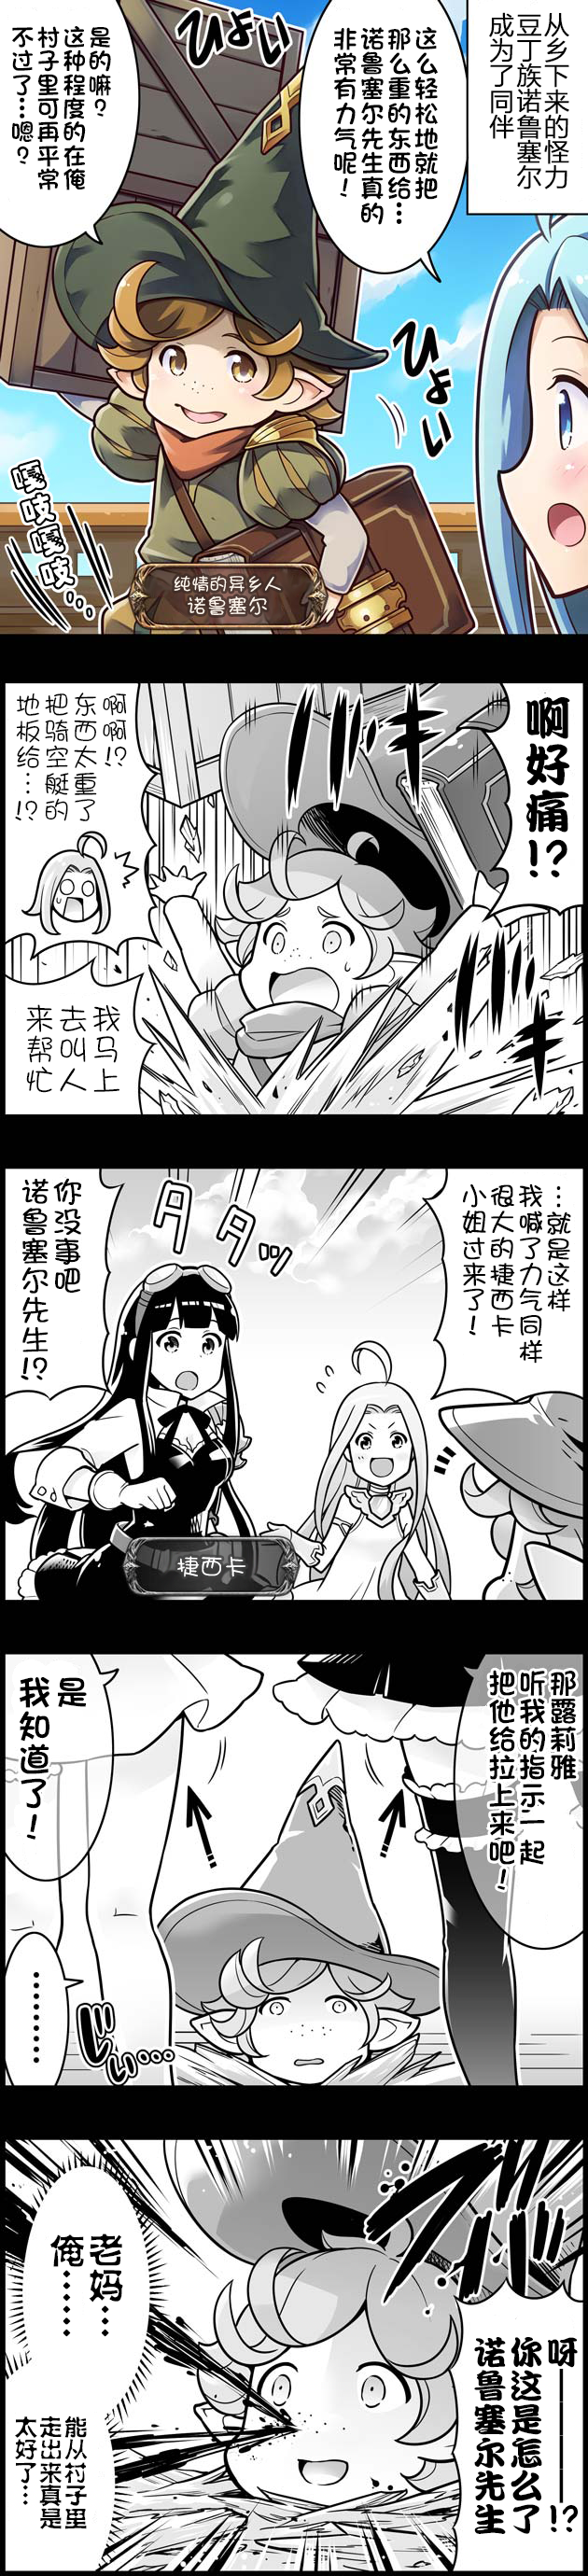 从乡下来的怪力
豆丁族诺鲁塞尔
成为了同伴
这么轻松地就把
那么重的东西给…
诺鲁塞尔先生真的
非常有力气呢！
ひょい
是的嘛？
这种程度的在俺
村子里可再平常
不过了…嗯？
ひょい
嘎吱嘎吱…
纯情的异乡人
诺鲁塞尔
啊好痛！？
啊啊！？
东西太重了
把骑空艇的
地板给…！？
我马上
去叫人
来帮忙
…就是这样
我喊了力气同样
很大的捷西卡
小姐过来了！
タタッ
你没事吧
诺鲁塞尔先生！？
捷西卡
那露莉雅
听我的指示一起
把他给拉上来吧！
是
我知道了！
………
じぃ…
呀————！？
你这是怎么了
诺鲁塞尔先生
老妈…
俺……
能从村子里
走出来真是
太好了…